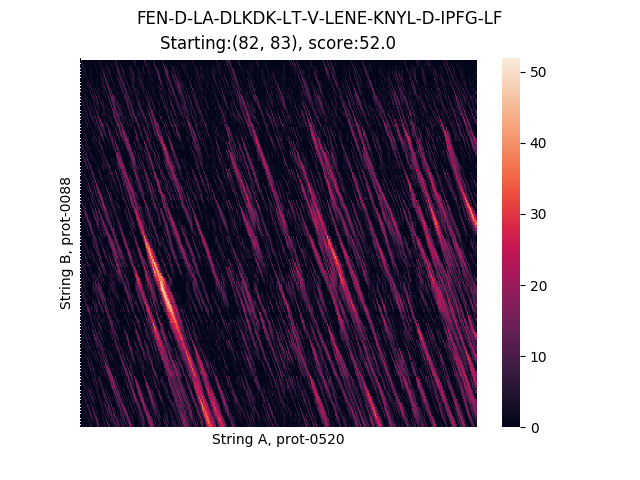 FEN-D-LA-DLKDK-LT-V-LENE-KNYL-D-IPFG-LF
Starting:(82, 83), score:52.0
50
40
30
20
10
0
String B, prot-0088
String A, prot-0520